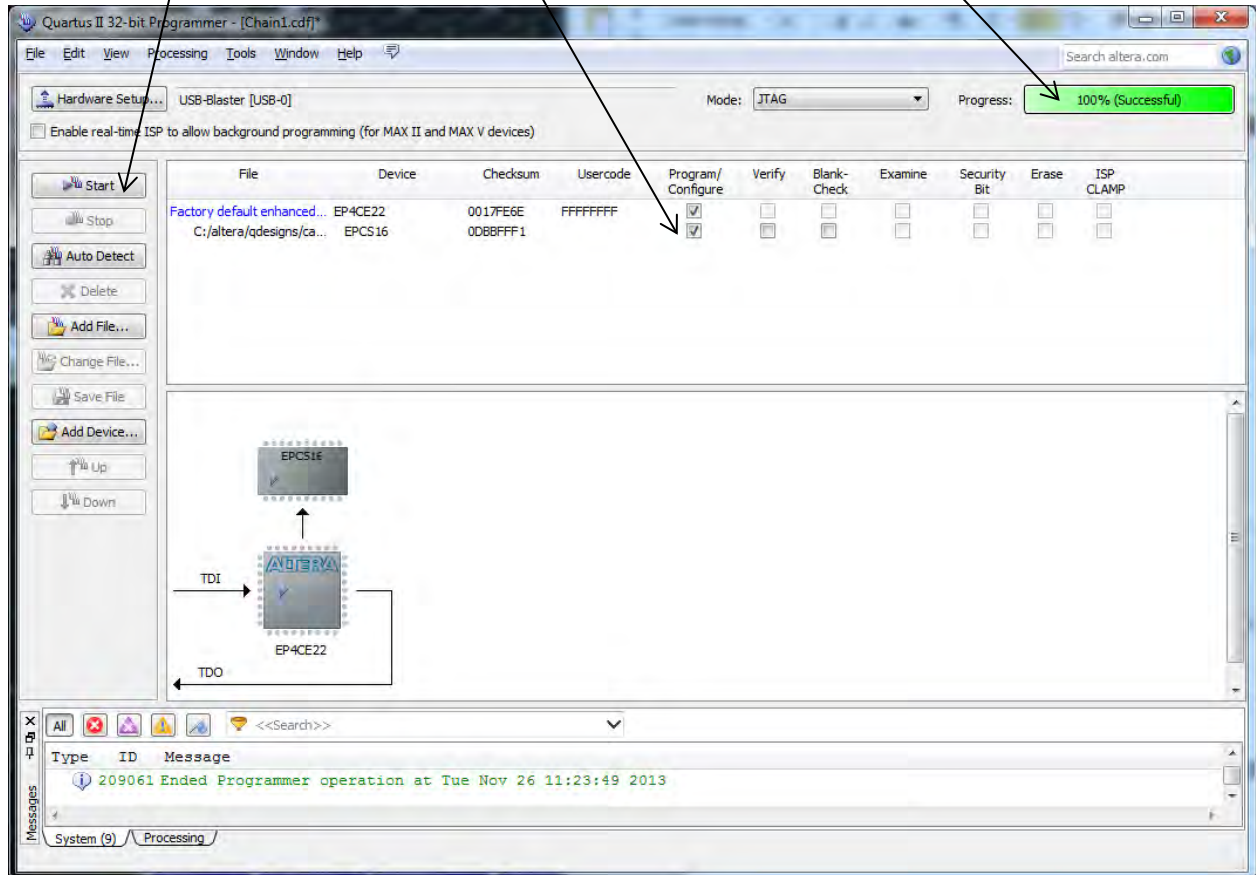 Quartus II 32-bit Programmer - [Chain1.cdf]*
File Edit View Processing Tools Window Help
Search altera.com
Hardware Setup... USB-Blaster [USB-0] Mode: JTAG Progress: 100% (Successful)
Enable real-time ISP to allow background programming (for MAX II and MAX V devices)
Start
Stop
Auto Detect
Delete
Add File...
Change File...
Save File
Add Device...
Up
Down
File Device Checksum Usercode Program/ Configure Verify Blank- Check Examine Security Bit Erase ISP CLAMP
Factory default enhanced... EP4CE22 0017FE6E FFFFFFFF
C:/altera/qdesigns/ca... EPCS16 0DBBFFF1
EPCS16
ALTERA
TDI
EP4CE22
TDO
All <<Search>>
Type ID Message
209061 Ended Programmer operation at Tue Nov 26 11:23:49 2013
Messages
System (9) Processing